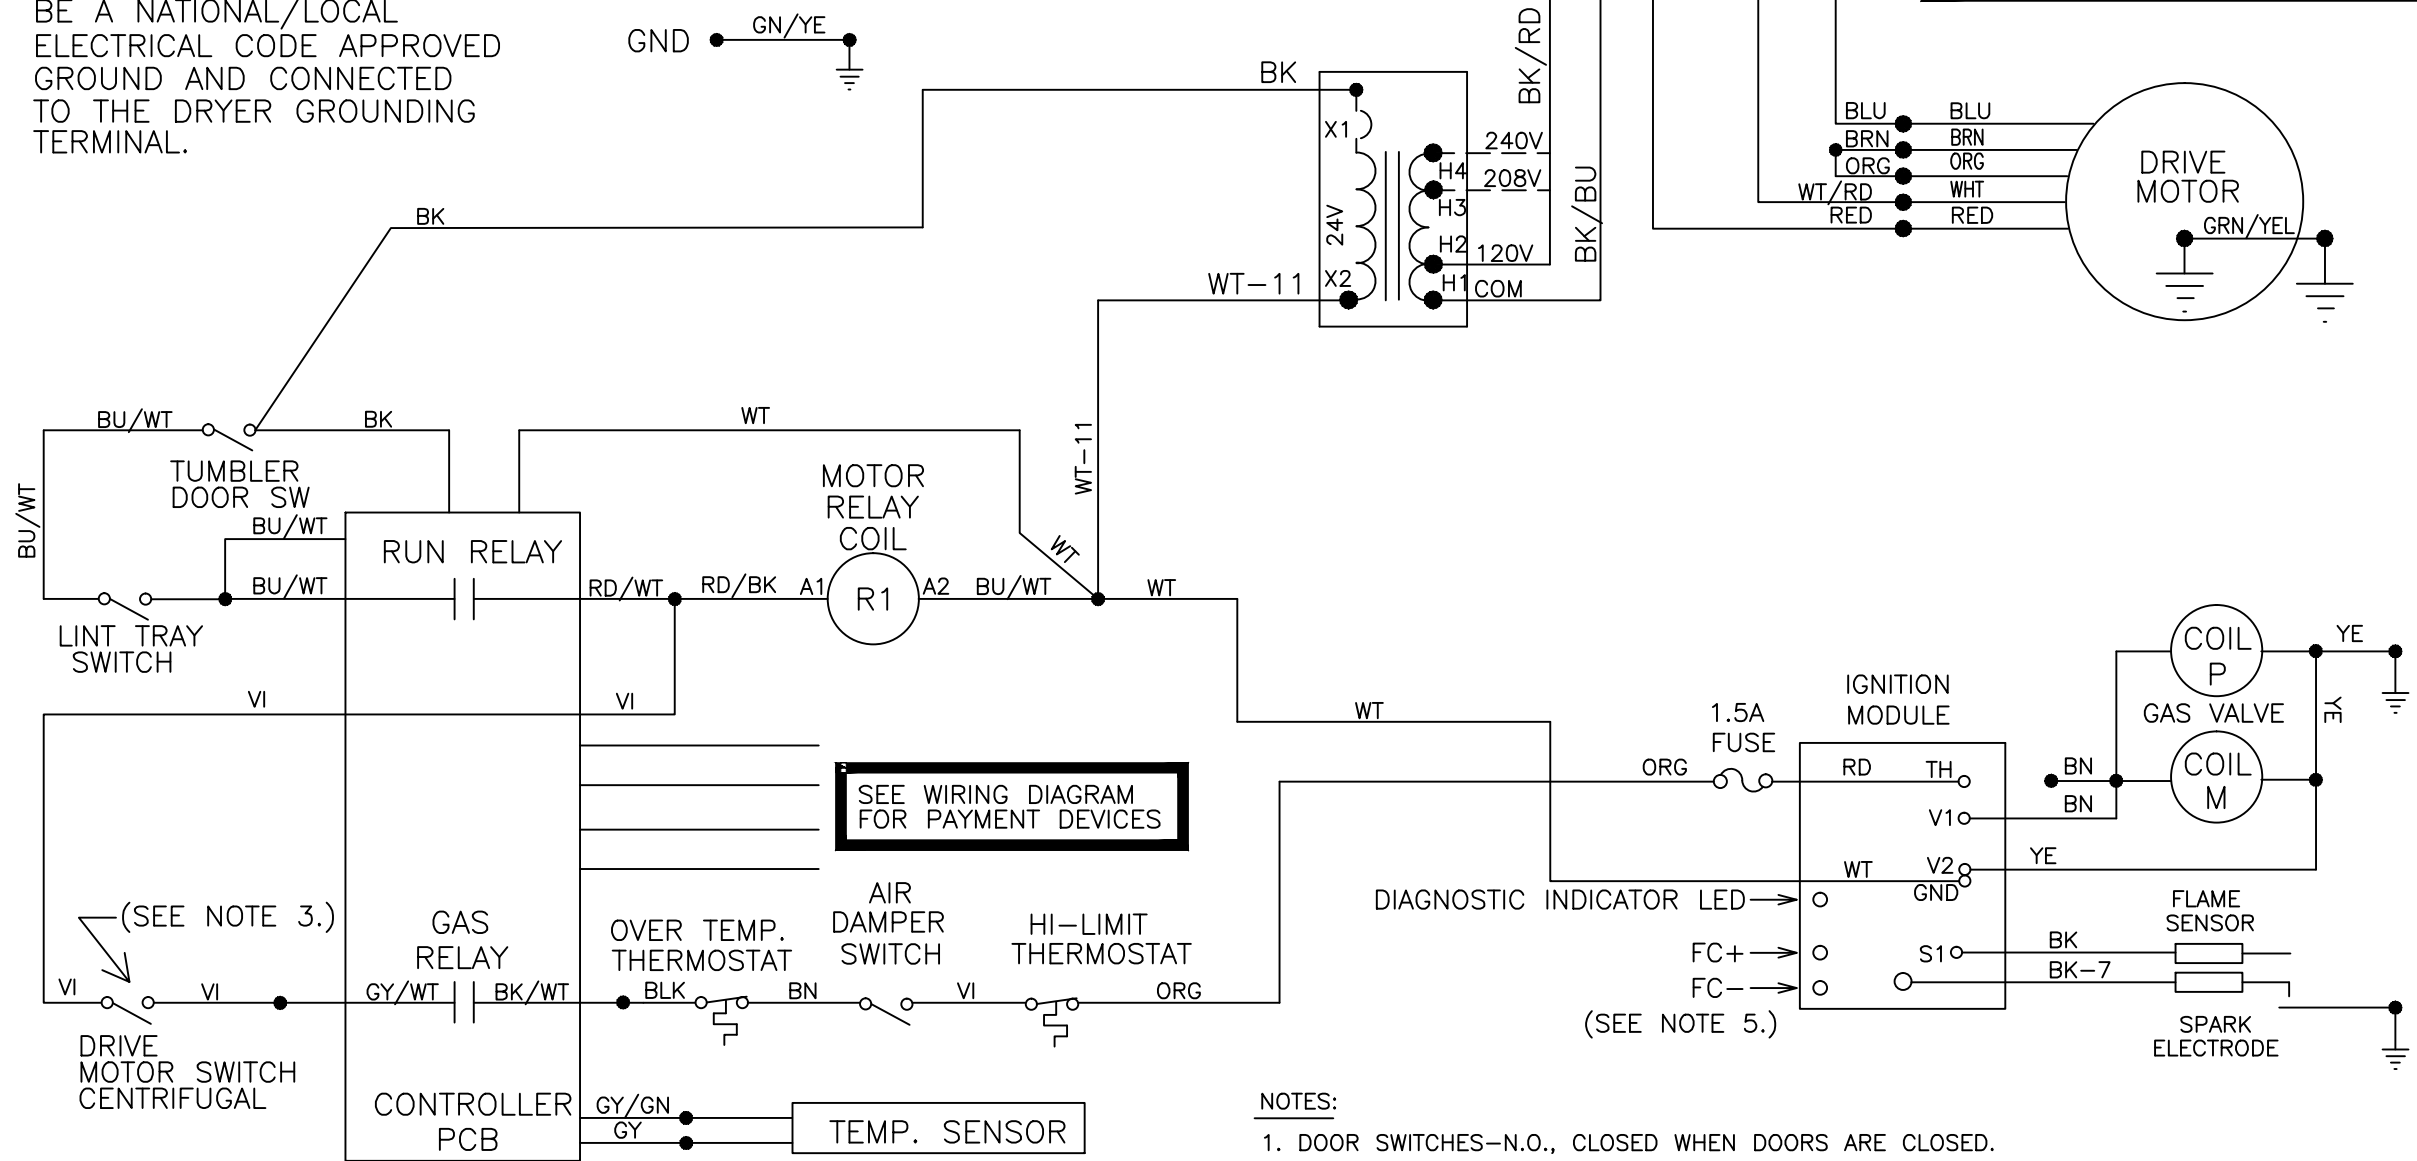 BE A NATIONAL/LOCAL
ELECTRICAL CODE APPROVED
GROUND AND CONNECTED
TO THE DRYER GROUNDING
TERMINAL.
GND
GN/YE
BK
BK/RD
BK/BU
X1
24V
X2
H4
H3
H2
H1
240V
208V
120V
COM
WT-11
BLU
BLU
BRN
BRN
ORG
ORG
WT/RD
WHT
RED
RED
DRIVE
MOTOR
GRN/YEL
BK
BU/WT
BK
TUMBLER
DOOR SW
BU/WT
WT
WT-11
MOTOR
RELAY
COIL
WT
BU/WT
RUN RELAY
BU/WT
RD/WT
RD/BK
A1
R1
A2
BU/WT
WT
LINT TRAY
SWITCH
VI
VI
WT
SEE WIRING DIAGRAM
FOR PAYMENT DEVICES
1.5A
FUSE
IGNITION
MODULE
COIL
P
YE
GAS VALVE
YE
COIL
M
ORG
RD
TH
BN
V1
BN
WT
V2
YE
GND
DIAGNOSTIC INDICATOR LED
FC+
FC-
(SEE NOTE 5.)
S1
BK
BK-7
FLAME
SENSOR
SPARK
ELECTRODE
(SEE NOTE 3.)
GAS
RELAY
OVER TEMP.
THERMOSTAT
AIR
DAMPER
SWITCH
HI-LIMIT
THERMOSTAT
VI
VI
GY/WT
BK/WT
BLK
BN
VI
ORG
DRIVE
MOTOR SWITCH
CENTRIFUGAL
CONTROLLER
PCB
GY/GN
GY
TEMP. SENSOR
NOTES:
1. DOOR SWITCHES-N.O., CLOSED WHEN DOORS ARE CLOSED.